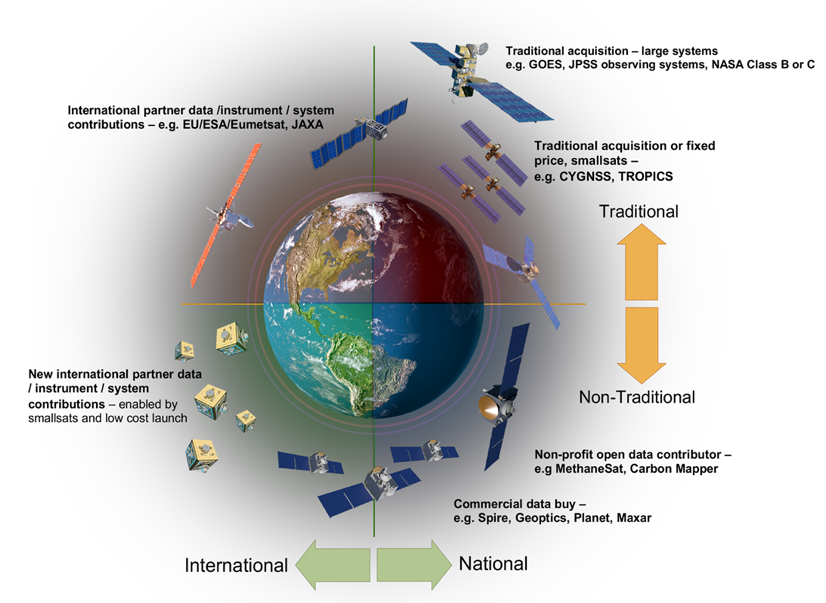 Traditional acquisition – large systems
e.g. GOES, JPSS observing systems, NASA Class B or C
International partner data /instrument / system
contributions – e.g. EU/ESA/Eumetsat, JAXA
Traditional acquisition or fixed
price, smallsats –
e.g. CYGNSS, TROPICS
Traditional
New international partner data
/ instrument / system
contributions – enabled by
smallsats and low cost launch
Non-Traditional
Non-profit open data contributor –
e.g MethaneSat, Carbon Mapper
Commercial data buy –
e.g. Spire, Geoptics, Planet, Maxar
International
National